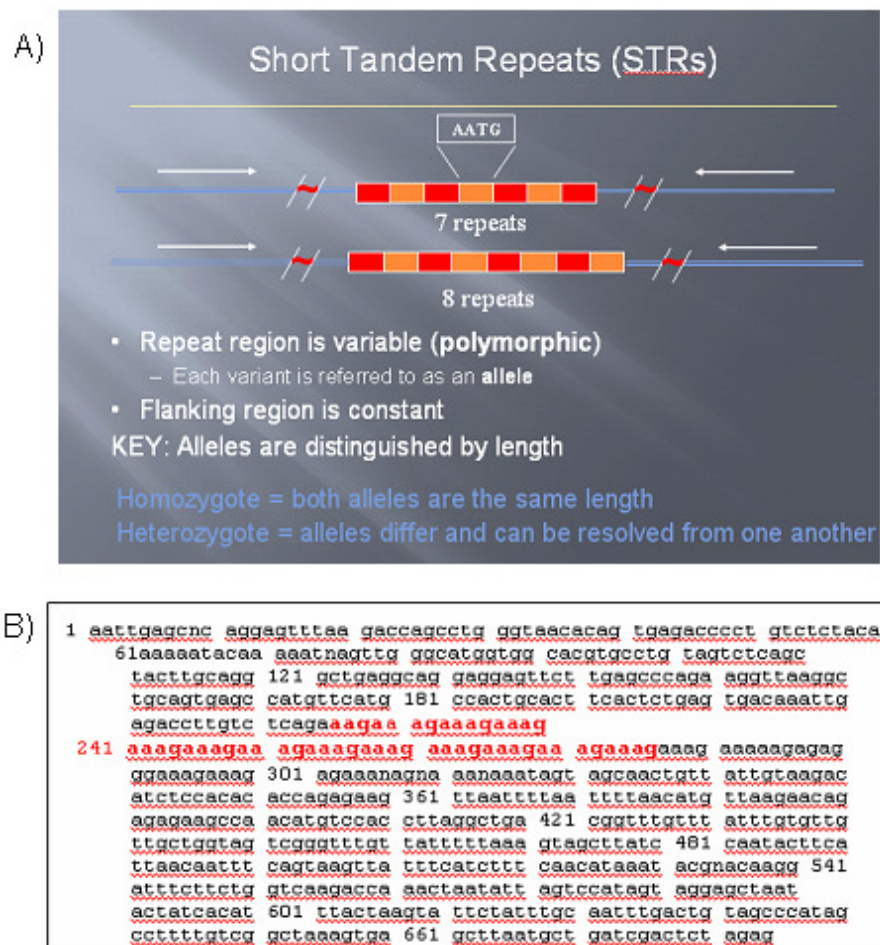 A)
Short Tandem Repeats (STRs)
AATG
7 repeats
8 repeats
• Repeat region is variable (polymorphic)
– Each variant is referred to as an allele
• Flanking region is constant
KEY: Alleles are distinguished by length
Homozygote = both alleles are the same length
Heterozygote = alleles differ and can be resolved from one another
B)
1 aattgagcnc aggagtttaa gaccagcctg ggtaacacag tgagacccct gtctctaca
61aaaaatacaa aaatnagttg ggcatggtgg cacgtgcctg tagtctcagc
tacttgcagg 121 gctgaggcag gaggagttct tgagcccaga aggttaaggc
tgcagtgagc catgttcatg 181 ccactgcact tcactctgag tgacaaattg
agaccttgtc tcagaaagaa agaaagaaag
241 aaagaaagaa agaaagaaag aaagaaagaa agaaagaaag aaaaagagag
ggaaagaaag 301 agaaanagna aanaaatagt agcaactgtt attgtaagac
atctccacac accagagaag 361 ttaattttaa ttttaacatg ttaagaacag
agagaagcca acatgtccac cttaggctga 421 cggtttgttt atttgtgttg
ttgctggtag tcgggtttgt tatttttaaa gtagcttatc 481 caatacttca
ttaacaatttc cagtaagtta tttcatcttt caacataaat acgnacaagg 541
atttcttctg gtcaagacca aactaatatt agtccatagt aggagctaat
actatcacat 601 ttactaagta ttctatttgc aatttgactg tagcccatag
ccttttgtcg gctaaagtga 661 gcttaatgct gatcgactct agag